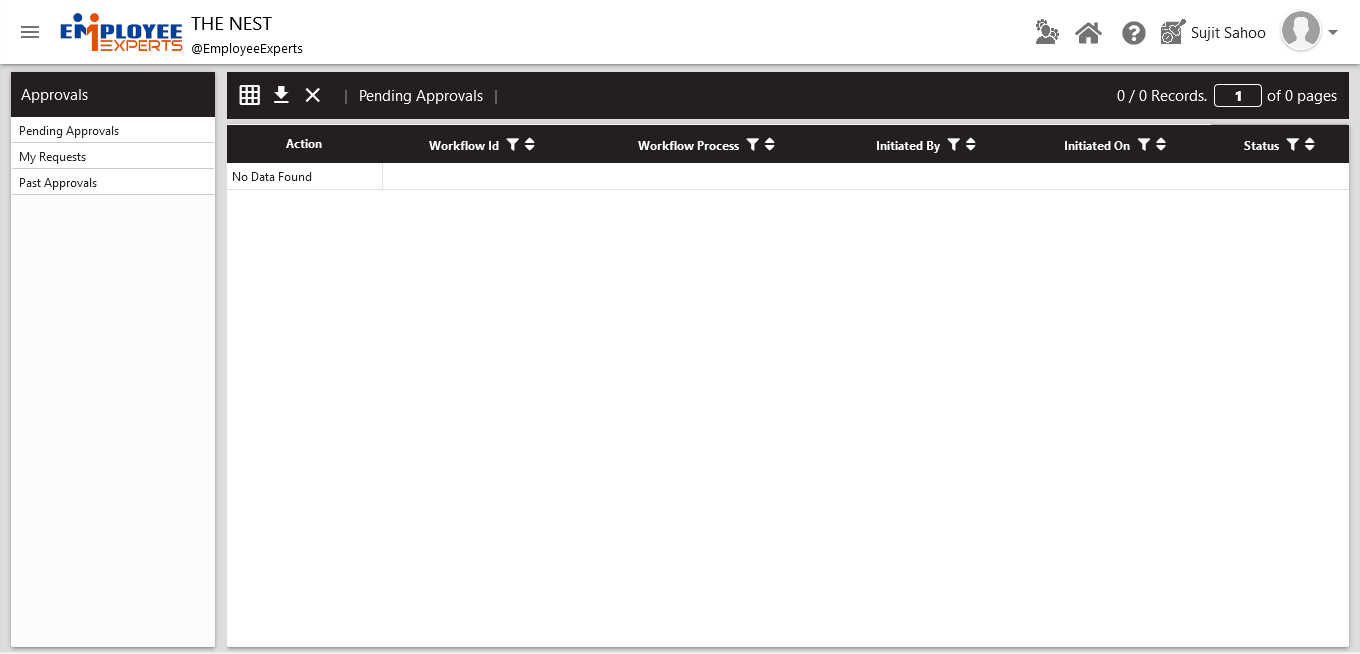 EMPLOYEE
EXPERTS
THE NEST
@EmployeeExperts
Sujit Sahoo
Approvals
Pending Approvals
My Requests
Past Approvals
| Pending Approvals |
0 / 0 Records. 1 of 0 pages
Action Workflow Id Workflow Process Initiated By Initiated On Status
No Data Found